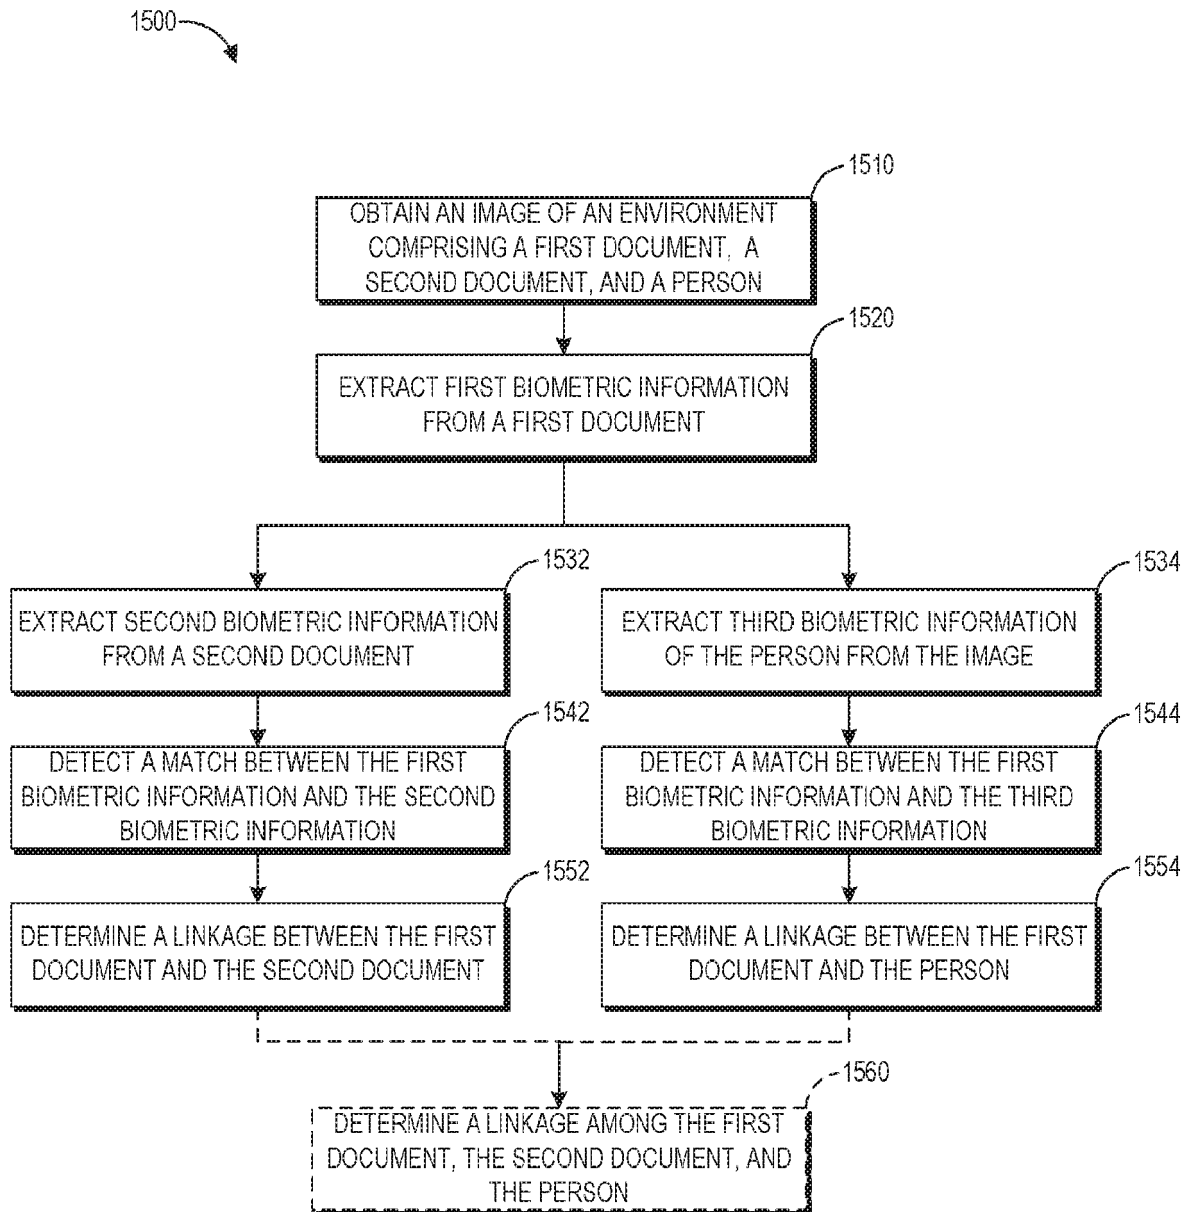 1500
1510
OBTAIN AN IMAGE OF AN ENVIRONMENT
COMPRISING A FIRST DOCUMENT, A
SECOND DOCUMENT, AND A PERSON
1520
EXTRACT FIRST BIOMETRIC INFORMATION
FROM A FIRST DOCUMENT
1532
EXTRACT SECOND BIOMETRIC INFORMATION
FROM A SECOND DOCUMENT
1534
EXTRACT THIRD BIOMETRIC INFORMATION
OF THE PERSON FROM THE IMAGE
1542
DETECT A MATCH BETWEEN THE FIRST
BIOMETRIC INFORMATION AND THE SECOND
BIOMETRIC INFORMATION
1544
DETECT A MATCH BETWEEN THE FIRST
BIOMETRIC INFORMATION AND THE THIRD
BIOMETRIC INFORMATION
1552
DETERMINE A LINKAGE BETWEEN THE FIRST
DOCUMENT AND THE SECOND DOCUMENT
1554
DETERMINE A LINKAGE BETWEEN THE FIRST
DOCUMENT AND THE PERSON
1560
DETERMINE A LINKAGE AMONG THE FIRST
DOCUMENT, THE SECOND DOCUMENT, AND
THE PERSON